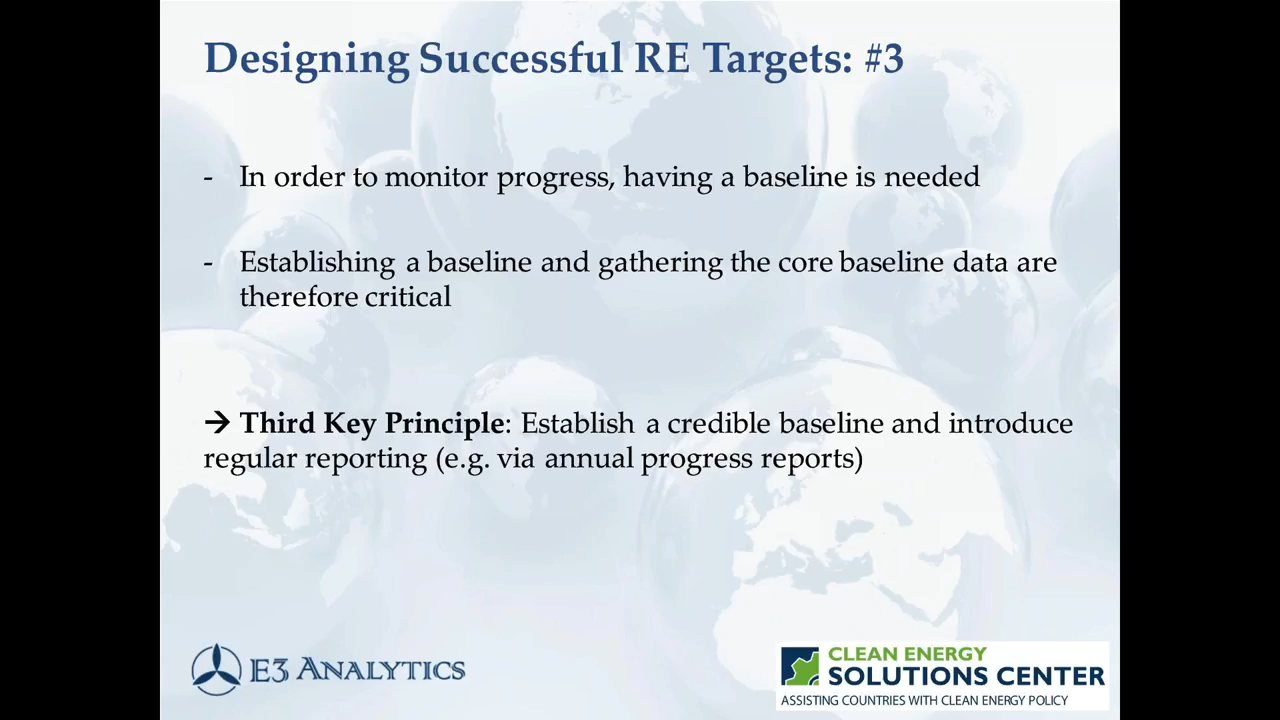 Designing Successful RE Targets: #3
- In order to monitor progress, having a baseline is needed
- Establishing a baseline and gathering the core baseline data are
therefore critical
→ Third Key Principle: Establish a credible baseline and introduce
regular reporting (e.g. via annual progress reports)
E3 ANALYTICS
CLEAN ENERGY
SOLUTIONS CENTER
ASSISTING COUNTRIES WITH CLEAN ENERGY POLICY